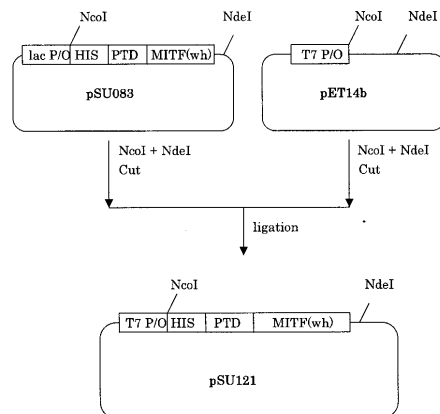 NcoI
NdeI
lac P/O HIS PTD MITF(wh)
pSU083
NcoI
NdeI
T7 P/O
pET14b
NcoI + NdeI
Cut
NcoI + NdeI
Cut
ligation
NcoI
NdeI
T7 P/O HIS PTD MITF(wh)
pSU121